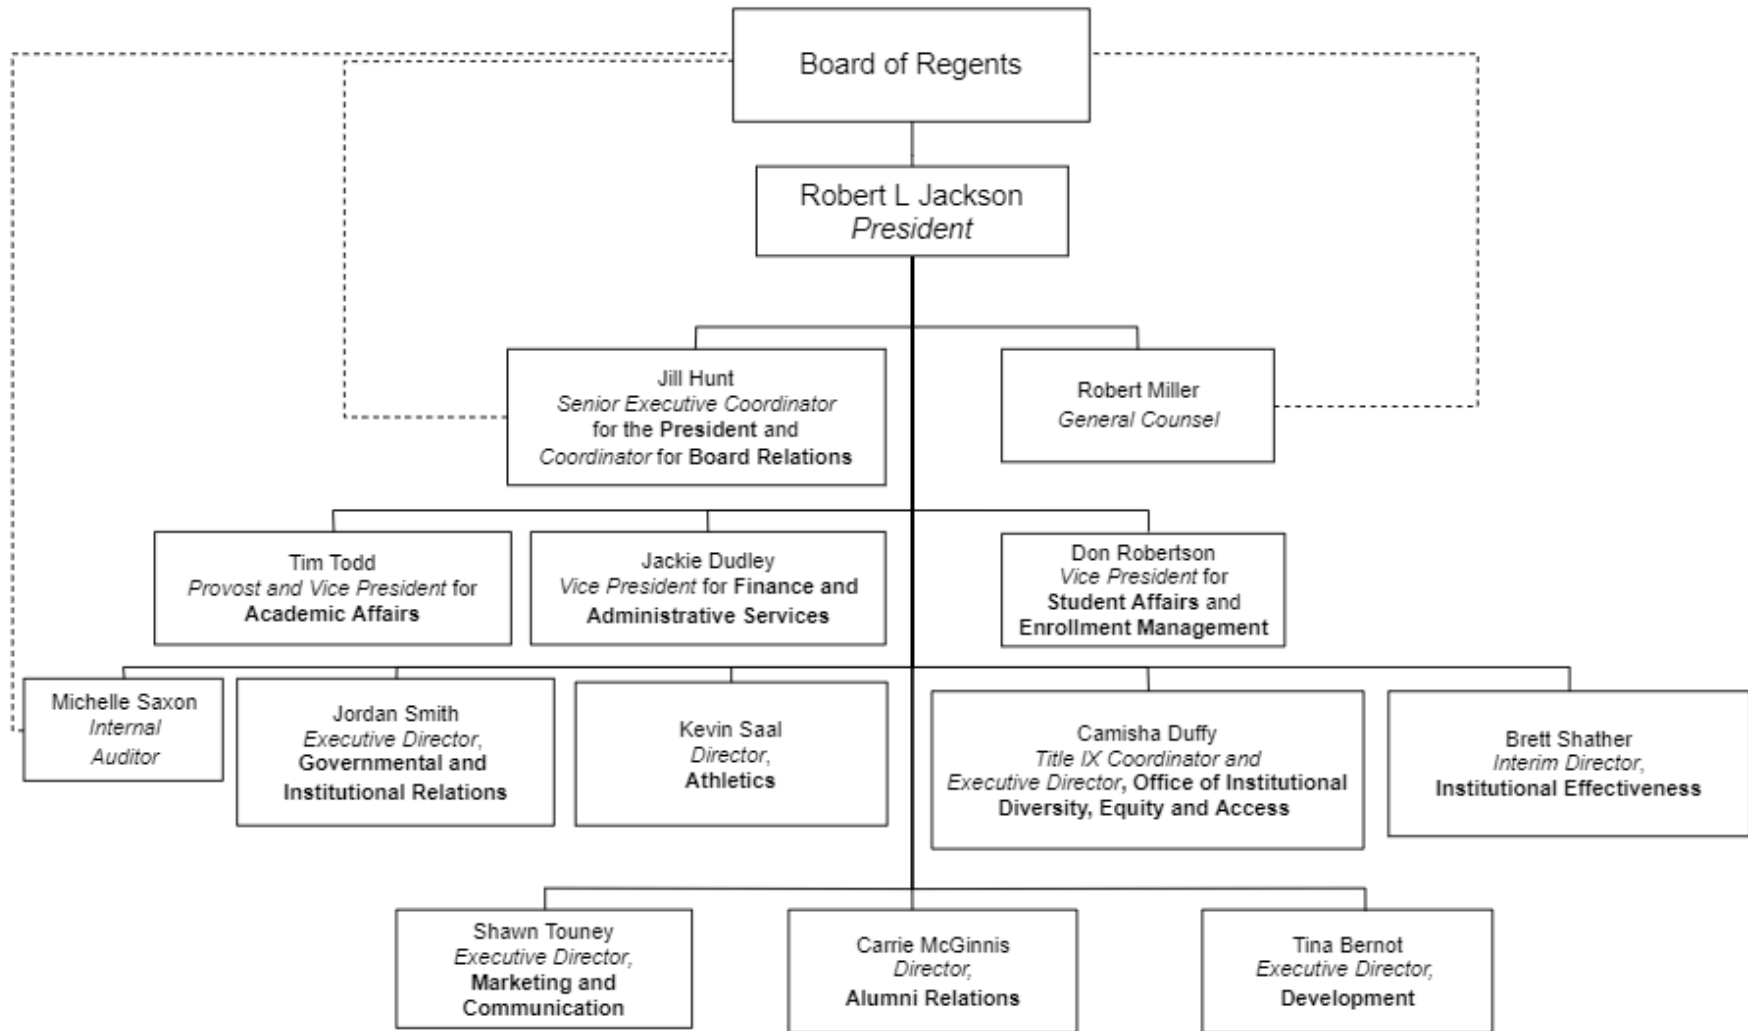 Board of Regents
Robert L Jackson
President
Jill Hunt
Senior Executive Coordinator
for the President and
Coordinator for Board Relations
Robert Miller
General Counsel
Tim Todd
Provost and Vice President for
Academic Affairs
Jackie Dudley
Vice President for Finance and
Administrative Services
Don Robertson
Vice President for
Student Affairs and
Enrollment Management
Michelle Saxon
Internal
Auditor
Jordan Smith
Executive Director,
Governmental and
Institutional Relations
Kevin Saal
Director,
Athletics
Camisha Duffy
Title IX Coordinator and
Executive Director, Office of Institutional
Diversity, Equity and Access
Brett Shather
Interim Director,
Institutional Effectiveness
Shawn Touney
Executive Director,
Marketing and
Communication
Carrie McGinnis
Director,
Alumni Relations
Tina Bernot
Executive Director,
Development